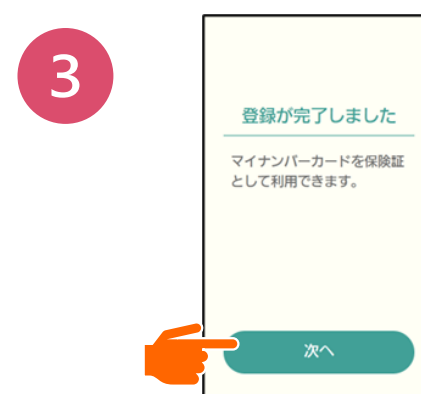 3
登録が完了しました
マイナンバーカードを保険証
として利用できます。
次へ